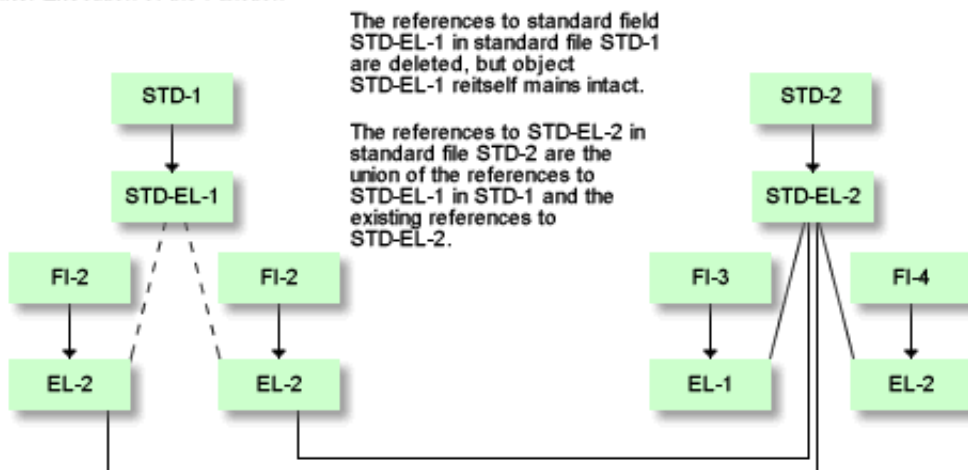 The references to standard field
STD-EL-1 in standard file STD-1
are deleted, but object
STD-EL-1 reitself mains intact.
The references to STD-EL-2 in
standard file STD-2 are the
union of the references to
STD-EL-1 in STD-1 and the
existing references to
STD-EL-2.
STD-1
STD-2
STD-EL-1
STD-EL-2
FI-2
FI-2
FI-3
FI-4
EL-2
EL-2
EL-1
EL-2